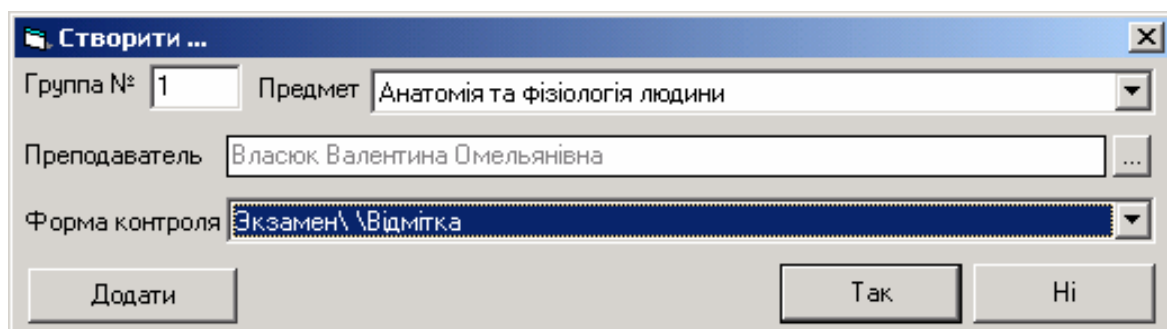 Створити ...
Группа № 1 Предмет Анатомія та фізіологія людини
Преподаватель Власюк Валентина Омельянівна ...
Форма контроля Экзамен\ \Відмітка
Додати Так Ні